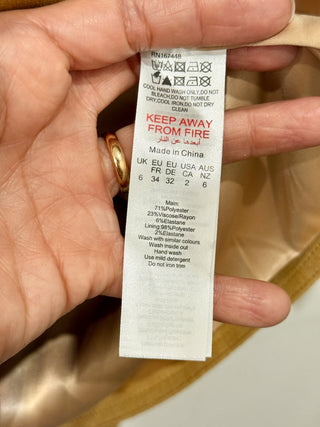 RN167448
COOL HAND WASH ONLY,DO NOT
BLEACH,DO NOT TUMBLE
DRY,COOL IRON,DO NOT DRY
CLEAN
KEEP AWAY
FROM FIRE
أبعدها عن النار
Made in China
UK EU EU USA AUS
FR DE CA NZ
6 34 32 2 6
Main:
71%Polyester
23%Viscose/Rayon
6%Elastane
Lining:98%Polyester
2%Elastane
Wash with similar colours
Wash inside out
Hand wash
Use mild detergent
Do not iron trim